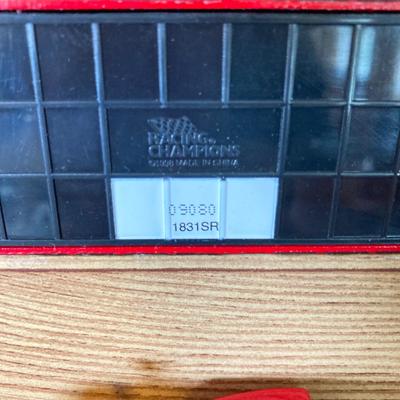 RACING
CHAMPIONS
©1998 MADE IN CHINA
09080
1831SR